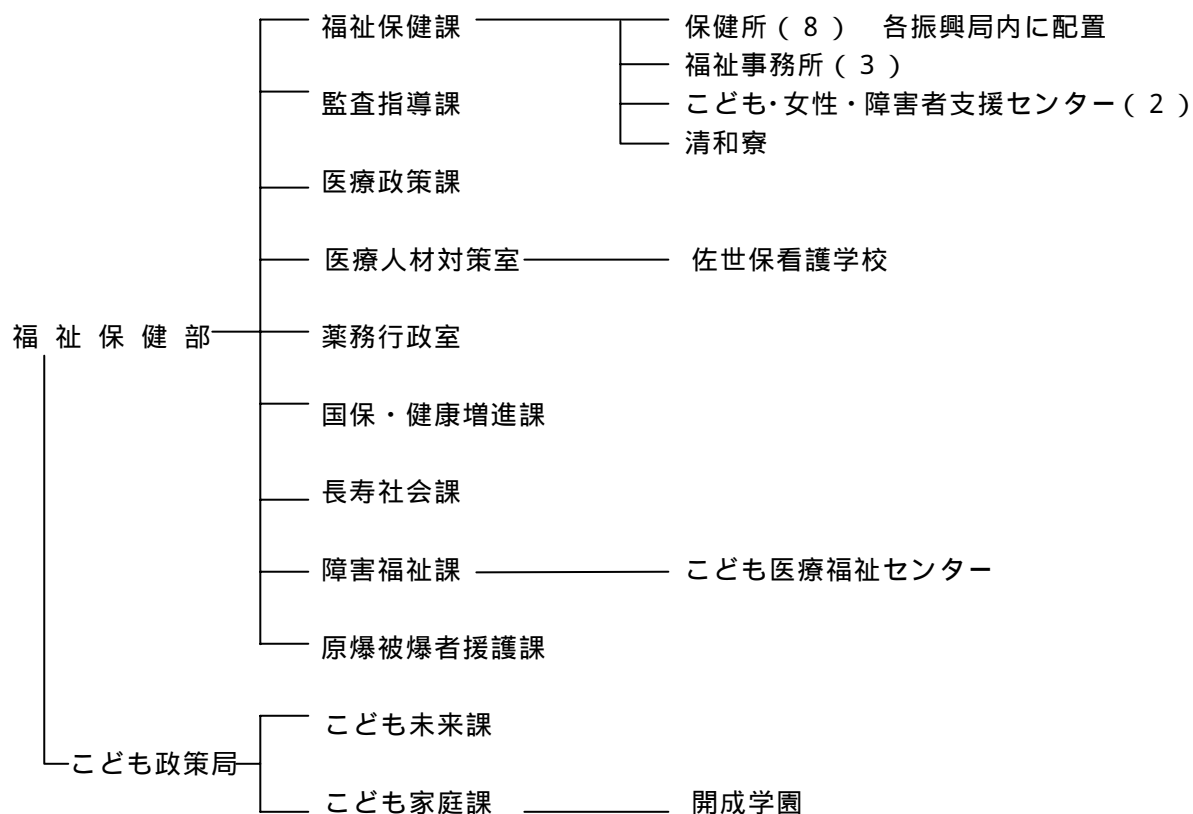 福祉保健課 保健所(8) 各振興局内に配置
福祉事務所(3)
監査指導課 こども・女性・障害者支援センター(2)
清和寮
医療政策課
医療人材対策室 佐世保看護学校
福祉保健部 薬務行政室
国保・健康増進課
長寿社会課
障害福祉課 こども医療福祉センター
原爆被爆者援護課
こども未来課
こども政策局
こども家庭課 開成学園